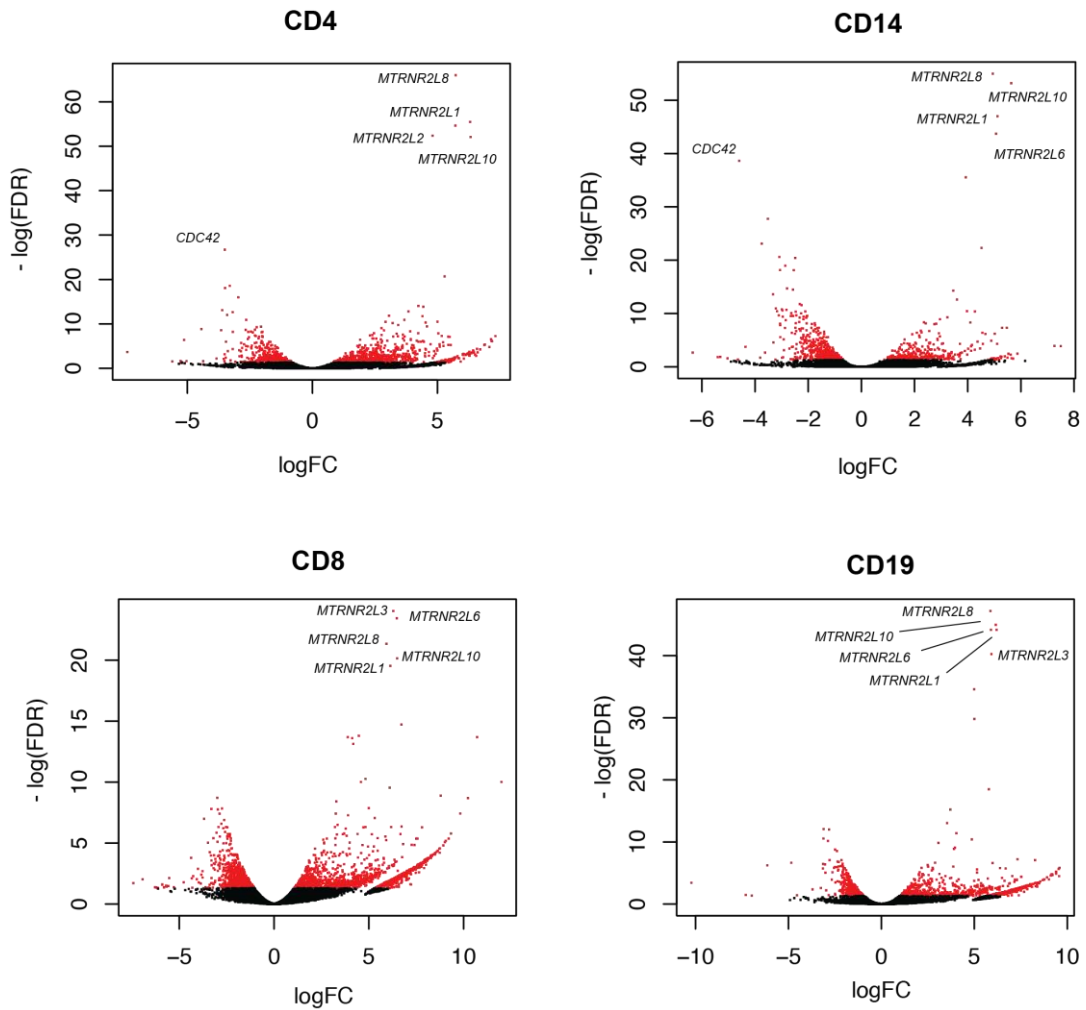 CD4
MTRNR2L8
MTRNR2L1
MTRNR2L2
MTRNR2L10
CDC42
- log(FDR)
0
10
20
30
40
50
60
−5
0
5
logFC
CD14
MTRNR2L8
MTRNR2L10
MTRNR2L1
MTRNR2L6
CDC42
- log(FDR)
0
10
20
30
40
50
−6
−4
−2
0
2
4
6
8
logFC
CD8
MTRNR2L3
MTRNR2L6
MTRNR2L8
MTRNR2L10
MTRNR2L1
- log(FDR)
0
5
10
15
20
−5
0
5
10
logFC
CD19
MTRNR2L8
MTRNR2L10
MTRNR2L6
MTRNR2L3
MTRNR2L1
- log(FDR)
0
10
20
30
40
−10
−5
0
5
10
logFC